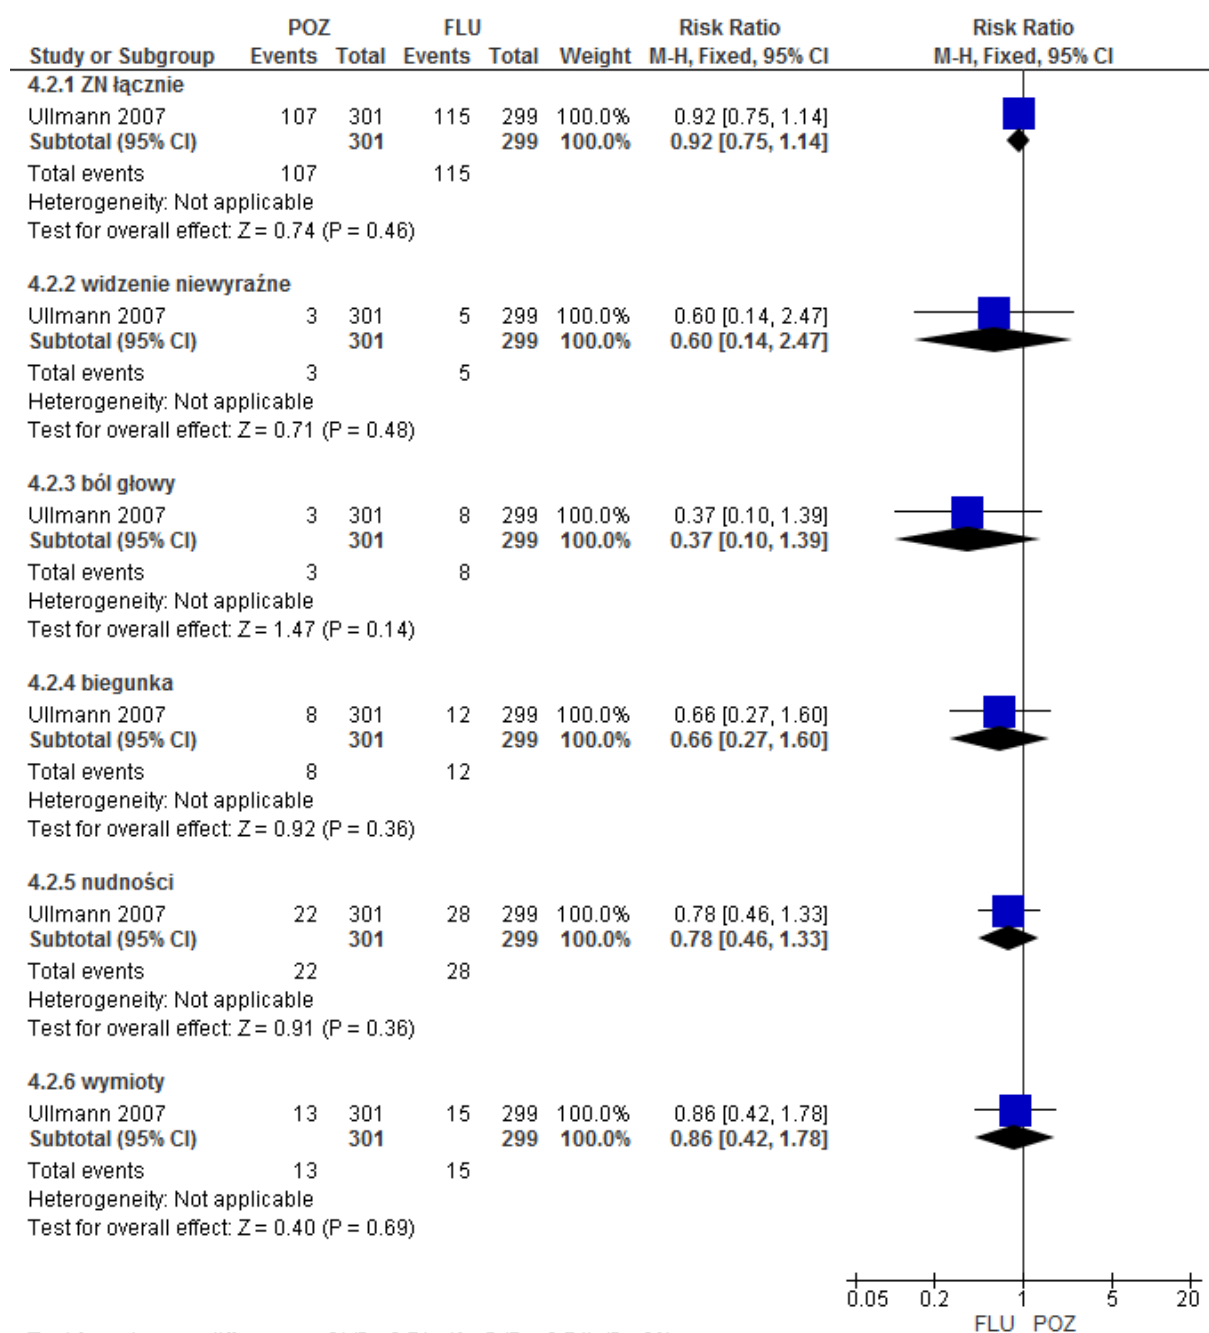 POZ FLU Risk Ratio Risk Ratio
Study or Subgroup Events Total Events Total Weight M-H, Fixed, 95% CI M-H, Fixed, 95% CI
4.2.1 ZN łącznie
Ullmann 2007 107 301 115 299 100.0% 0.92 [0.75, 1.14]
Subtotal (95% CI) 301 299 100.0% 0.92 [0.75, 1.14]
Total events 107 115
Heterogeneity: Not applicable
Test for overall effect: Z = 0.74 (P = 0.46)
4.2.2 widzenie niewyraźne
Ullmann 2007 3 301 5 299 100.0% 0.60 [0.14, 2.47]
Subtotal (95% CI) 301 299 100.0% 0.60 [0.14, 2.47]
Total events 3 5
Heterogeneity: Not applicable
Test for overall effect: Z = 0.71 (P = 0.48)
4.2.3 ból głowy
Ullmann 2007 3 301 8 299 100.0% 0.37 [0.10, 1.39]
Subtotal (95% CI) 301 299 100.0% 0.37 [0.10, 1.39]
Total events 3 8
Heterogeneity: Not applicable
Test for overall effect: Z = 1.47 (P = 0.14)
4.2.4 biegunka
Ullmann 2007 8 301 12 299 100.0% 0.66 [0.27, 1.60]
Subtotal (95% CI) 301 299 100.0% 0.66 [0.27, 1.60]
Total events 8 12
Heterogeneity: Not applicable
Test for overall effect: Z = 0.92 (P = 0.36)
4.2.5 nudności
Ullmann 2007 22 301 28 299 100.0% 0.78 [0.46, 1.33]
Subtotal (95% CI) 301 299 100.0% 0.78 [0.46, 1.33]
Total events 22 28
Heterogeneity: Not applicable
Test for overall effect: Z = 0.91 (P = 0.36)
4.2.6 wymioty
Ullmann 2007 13 301 15 299 100.0% 0.86 [0.42, 1.78]
Subtotal (95% CI) 301 299 100.0% 0.86 [0.42, 1.78]
Total events 13 15
Heterogeneity: Not applicable
Test for overall effect: Z = 0.40 (P = 0.69)
0.05 0.2 1 5 20
FLU POZ